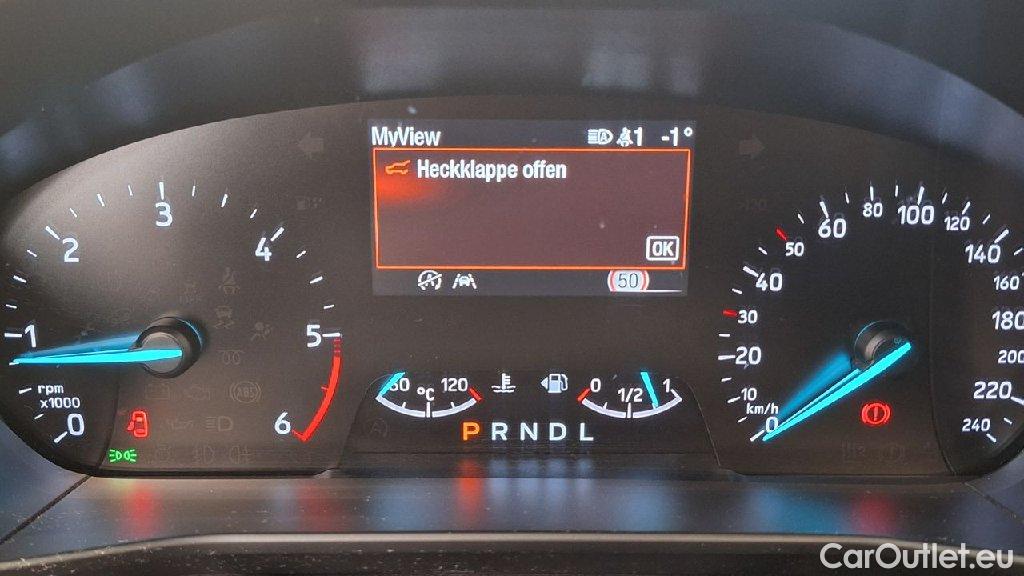 MyView 1 -1°
Heckklappe offen
OK
50
0 1 2 3 4 5 6
rpm
x1000
0 10 20 30 40 50 60 80 100 120 140 160 180 200 220 240
km/h
60 °C 120
0 1/2 1
P R N D L
ABS
CarOutlet.eu